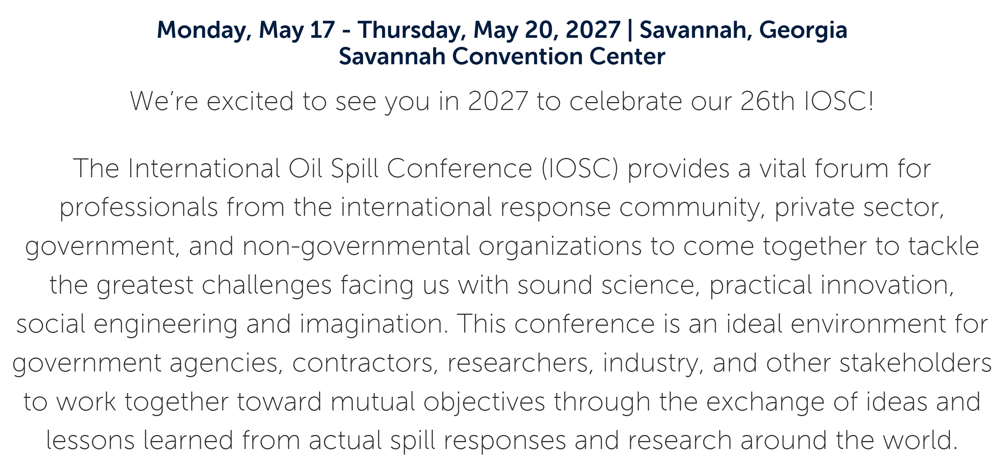 Monday, May 17 - Thursday, May 20, 2027 | Savannah, Georgia
Savannah Convention Center
We’re excited to see you in 2027 to celebrate our 26th IOSC!
The International Oil Spill Conference (IOSC) provides a vital forum for
professionals from the international response community, private sector,
government, and non-governmental organizations to come together to tackle
the greatest challenges facing us with sound science, practical innovation,
social engineering and imagination. This conference is an ideal environment for
government agencies, contractors, researchers, industry, and other stakeholders
to work together toward mutual objectives through the exchange of ideas and
lessons learned from actual spill responses and research around the world.